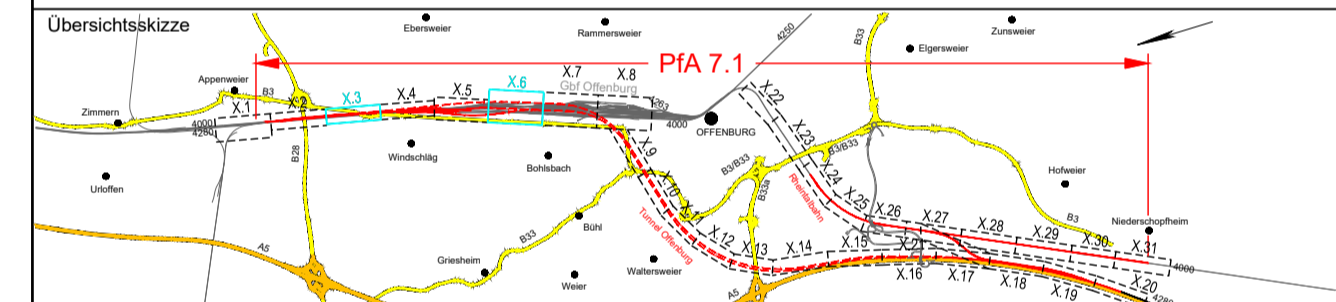 Übersichtsskizze
Ebersweier
Rammersweier
4250
B33
Zunsweier
Elgersweier
PfA 7.1
Appenweier
B3
Zimmern
X.1
X.2
X.3
X.4
X.5
X.6
X.7
X.8
Gbf Offenburg
4263
4000
4280
4000
OFFENBURG
X.22
X.23
X.24
X.25
X.26
X.27
X.28
X.29
X.30
X.31
4000
B3/B33
B3/B33
B33a
Rheintalbahn
Hofweier
B3
Niederschopfheim
Urloffen
B28
Windschläg
Bohlsbach
X.9
X.10
X.11
X.12
X.13
X.14
X.15
X.21
X.16
X.17
X.18
X.19
X.20
4280
Tunnel Offenburg
A5
Griesheim
B33
Bühl
Weier
Waltersweier
A5